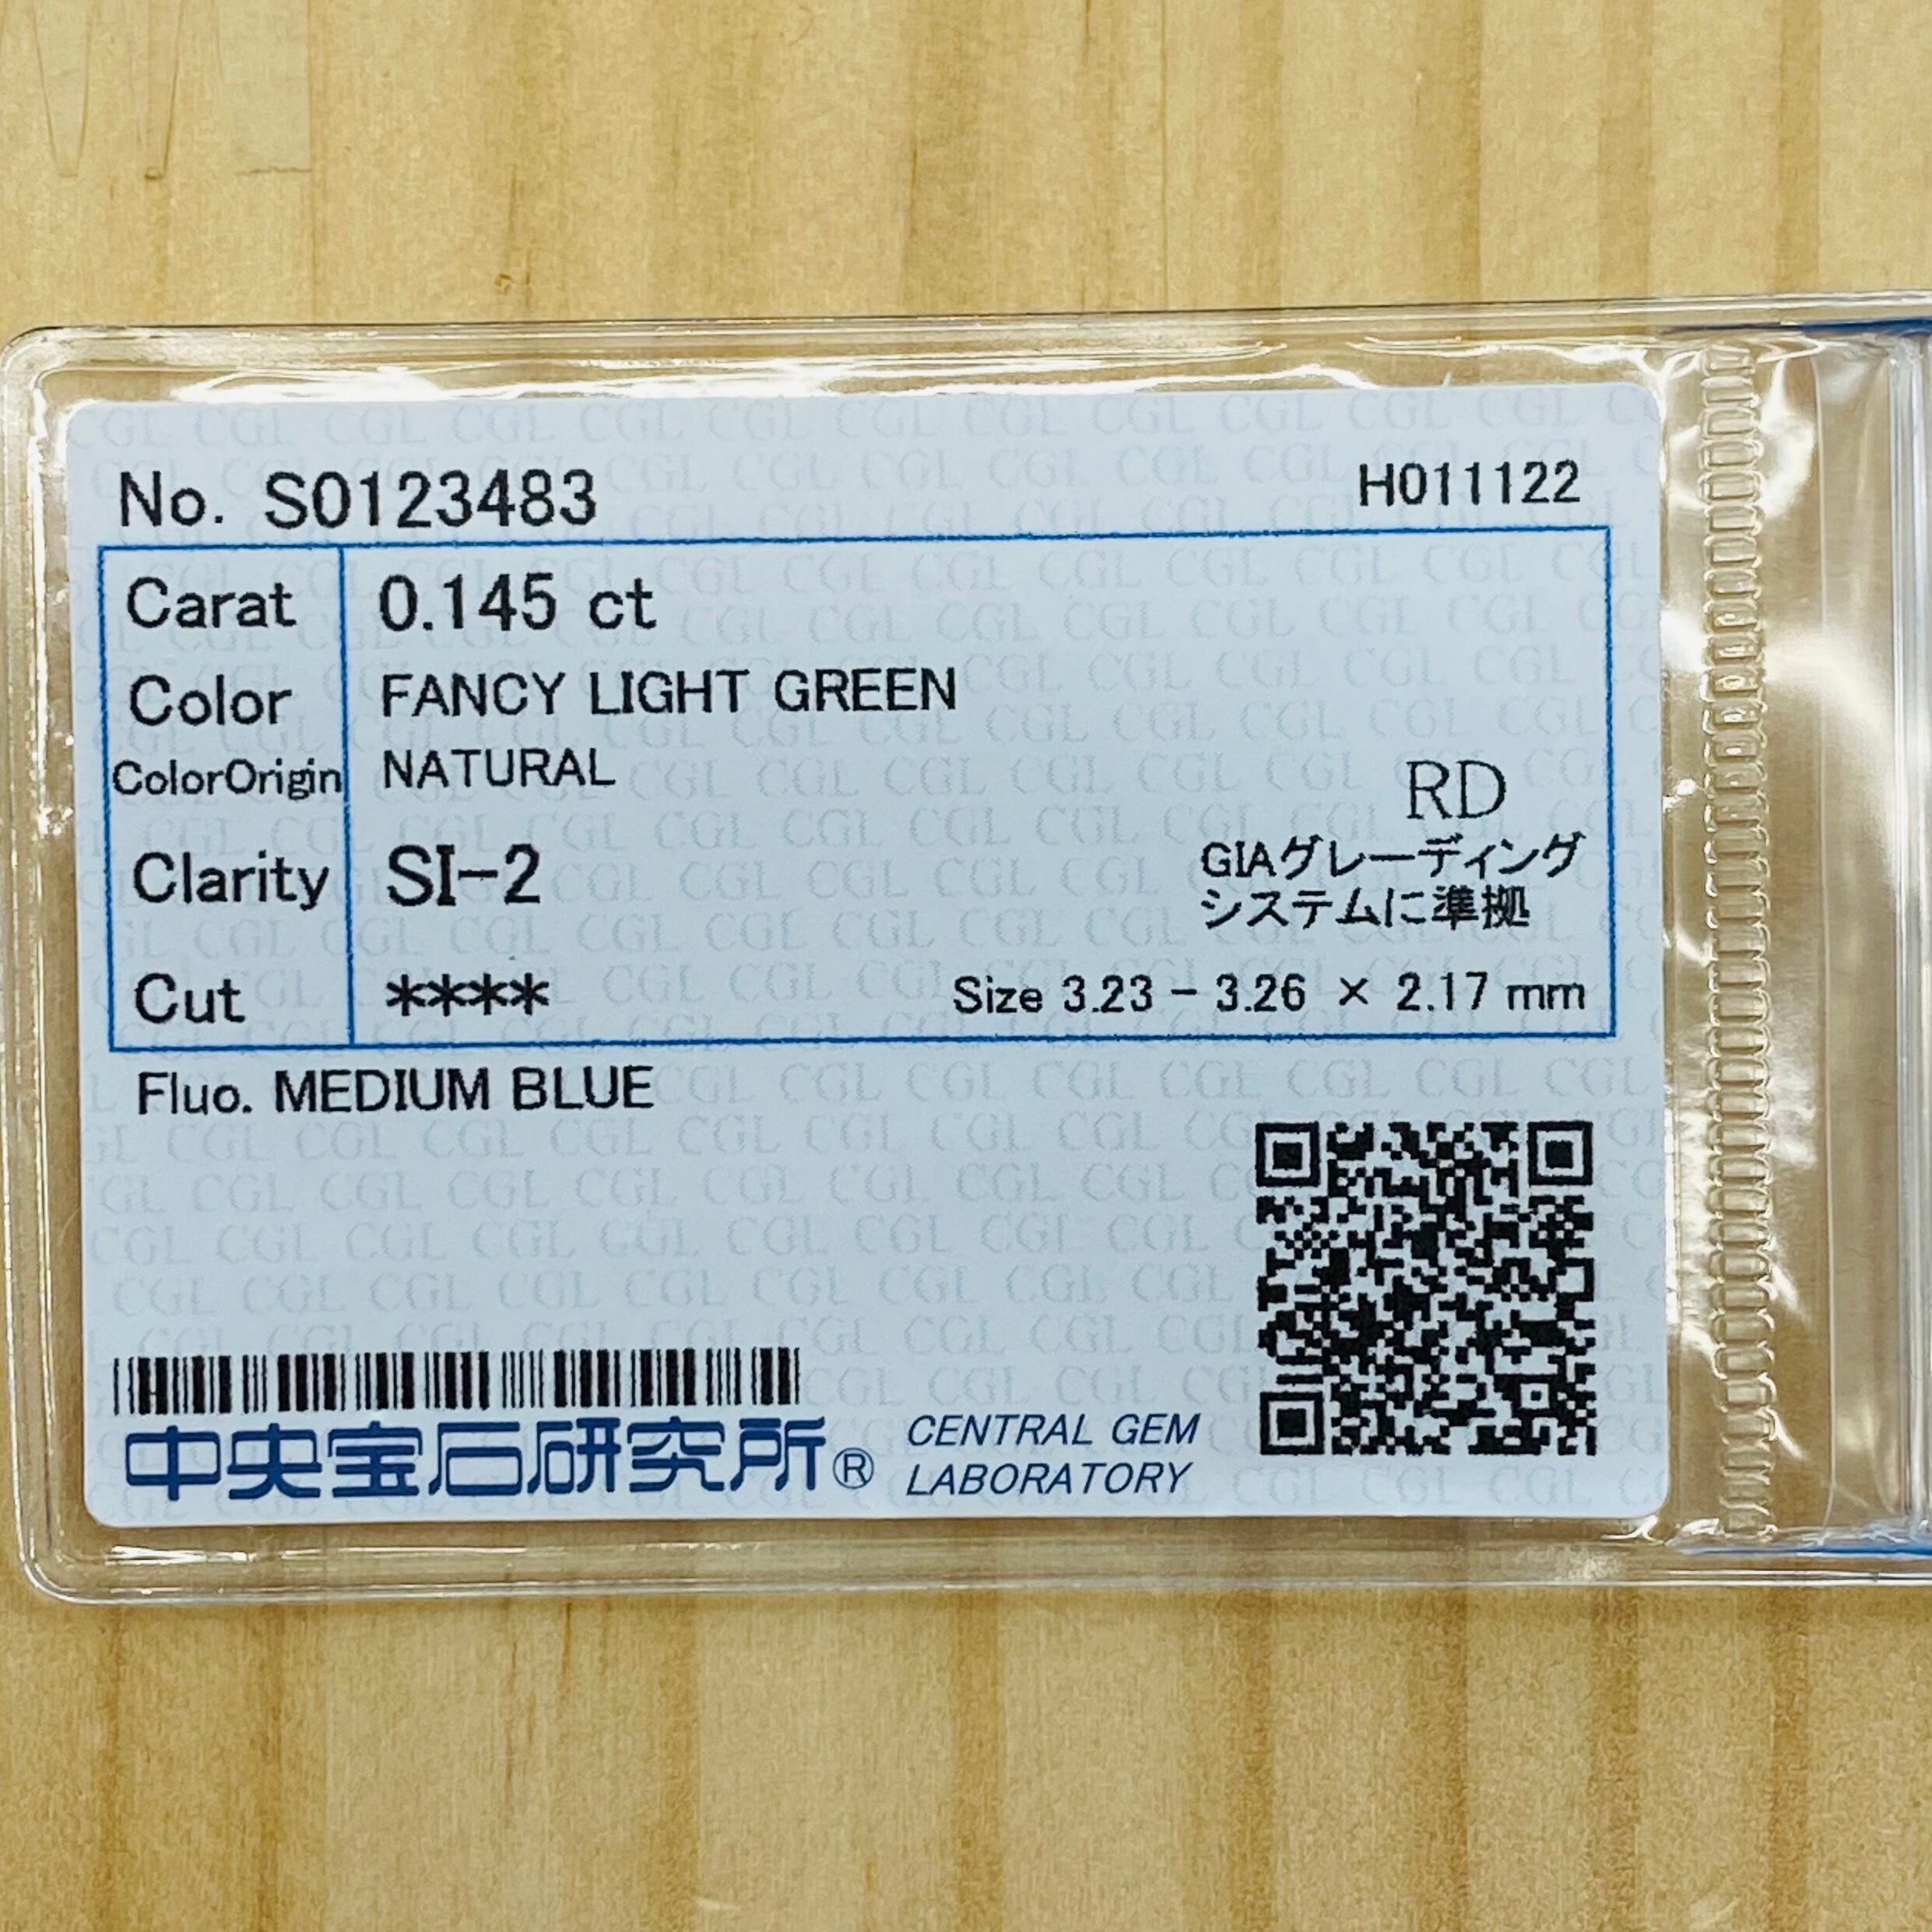 No. S0123483
H011122
Carat 0.145 ct
Color FANCY LIGHT GREEN
ColorOrigin NATURAL
RD
Clarity SI-2
GIAグレーディング
システムに準拠
Cut ****
Size 3.23 - 3.26 × 2.17 mm
Fluo. MEDIUM BLUE
中央宝石研究所®
CENTRAL GEM
LABORATORY